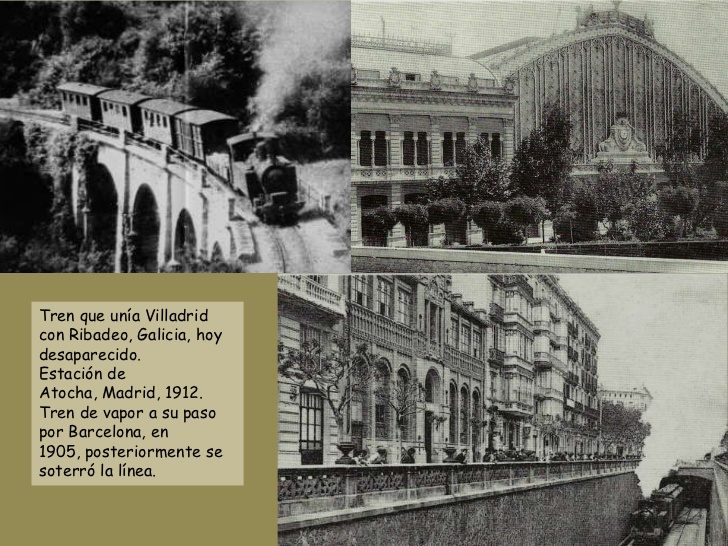 Tren que unía Villadrid
con Ribadeo, Galicia, hoy
desaparecido.
Estación de
Atocha, Madrid, 1912.
Tren de vapor a su paso
por Barcelona, en
1905, posteriormente se
soterró la línea.